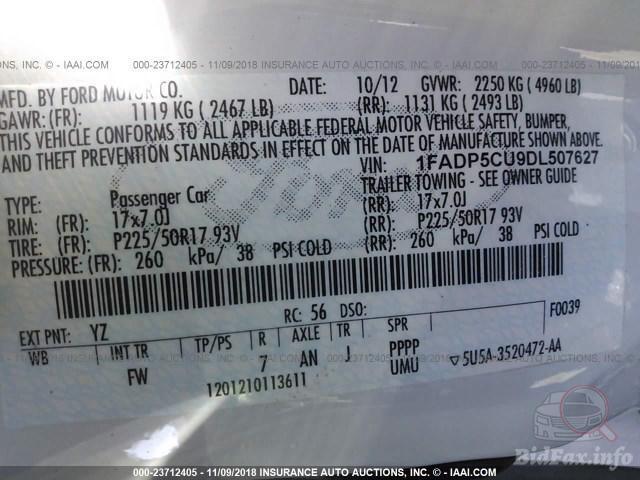 INC. - IAAI.COM 000-23712405 - 11/09/2018 INSURANCE AUTO AUCTIONS, INC. - IAAI.COM 000-23712405 - 11/09/2018
MFD. BY FORD MOTOR CO. DATE: 10/12 GVWR: 2250 KG ( 4960 LB)
GAWR: (FR): 1119 KG ( 2467 LB) (RR): 1131 KG ( 2493 LB)
THIS VEHICLE CONFORMS TO ALL APPLICABLE FEDERAL MOTOR VEHICLE SAFETY, BUMPER,
AND THEFT PREVENTION STANDARDS IN EFFECT ON THE DATE OF MANUFACTURE SHOWN ABOVE.
VIN: 1FADP5CU9DL507627
TYPE: Passenger Car TRAILER TOWING - SEE OWNER GUIDE
RIM: (FR): 17x7.0J (RR): 17x7.0J
TIRE: (FR): P225/50R17 93V (RR): P225/50R17 93V
PRESSURE: (FR): 260 kPa/ 38 PSI COLD (RR): 260 kPa/ 38 PSI COLD
RC: 56 DSO: F0039
EXT PNT: YZ
WB INT TR TP/PS R AXLE TR SPR
FW 7 AN J PPPP
UMU 5U5A-3520472-AA
1201210113611
BidFax.info
000-23712405 - 11/09/2018 INSURANCE AUTO AUCTIONS, INC. - IAAI.COM